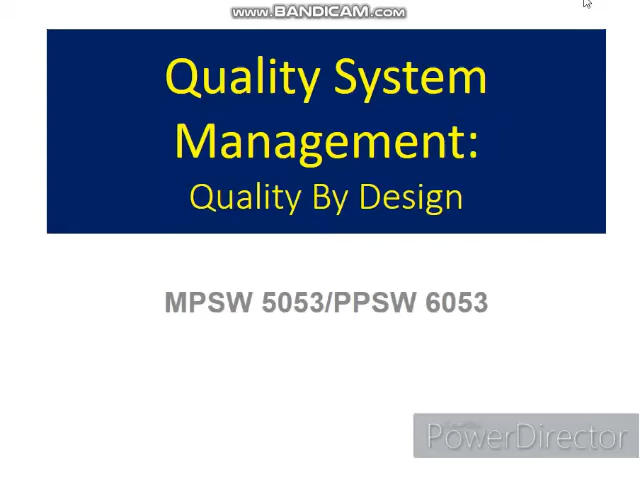 WWW.BANDICAM.COM
Quality System
Management:
Quality By Design
MPSW 5053/PPSW 6053
PowerDirector